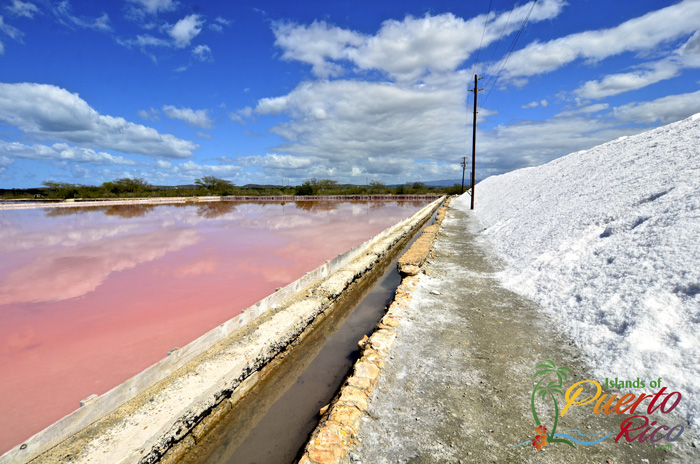 Islands of
Puerto
Rico